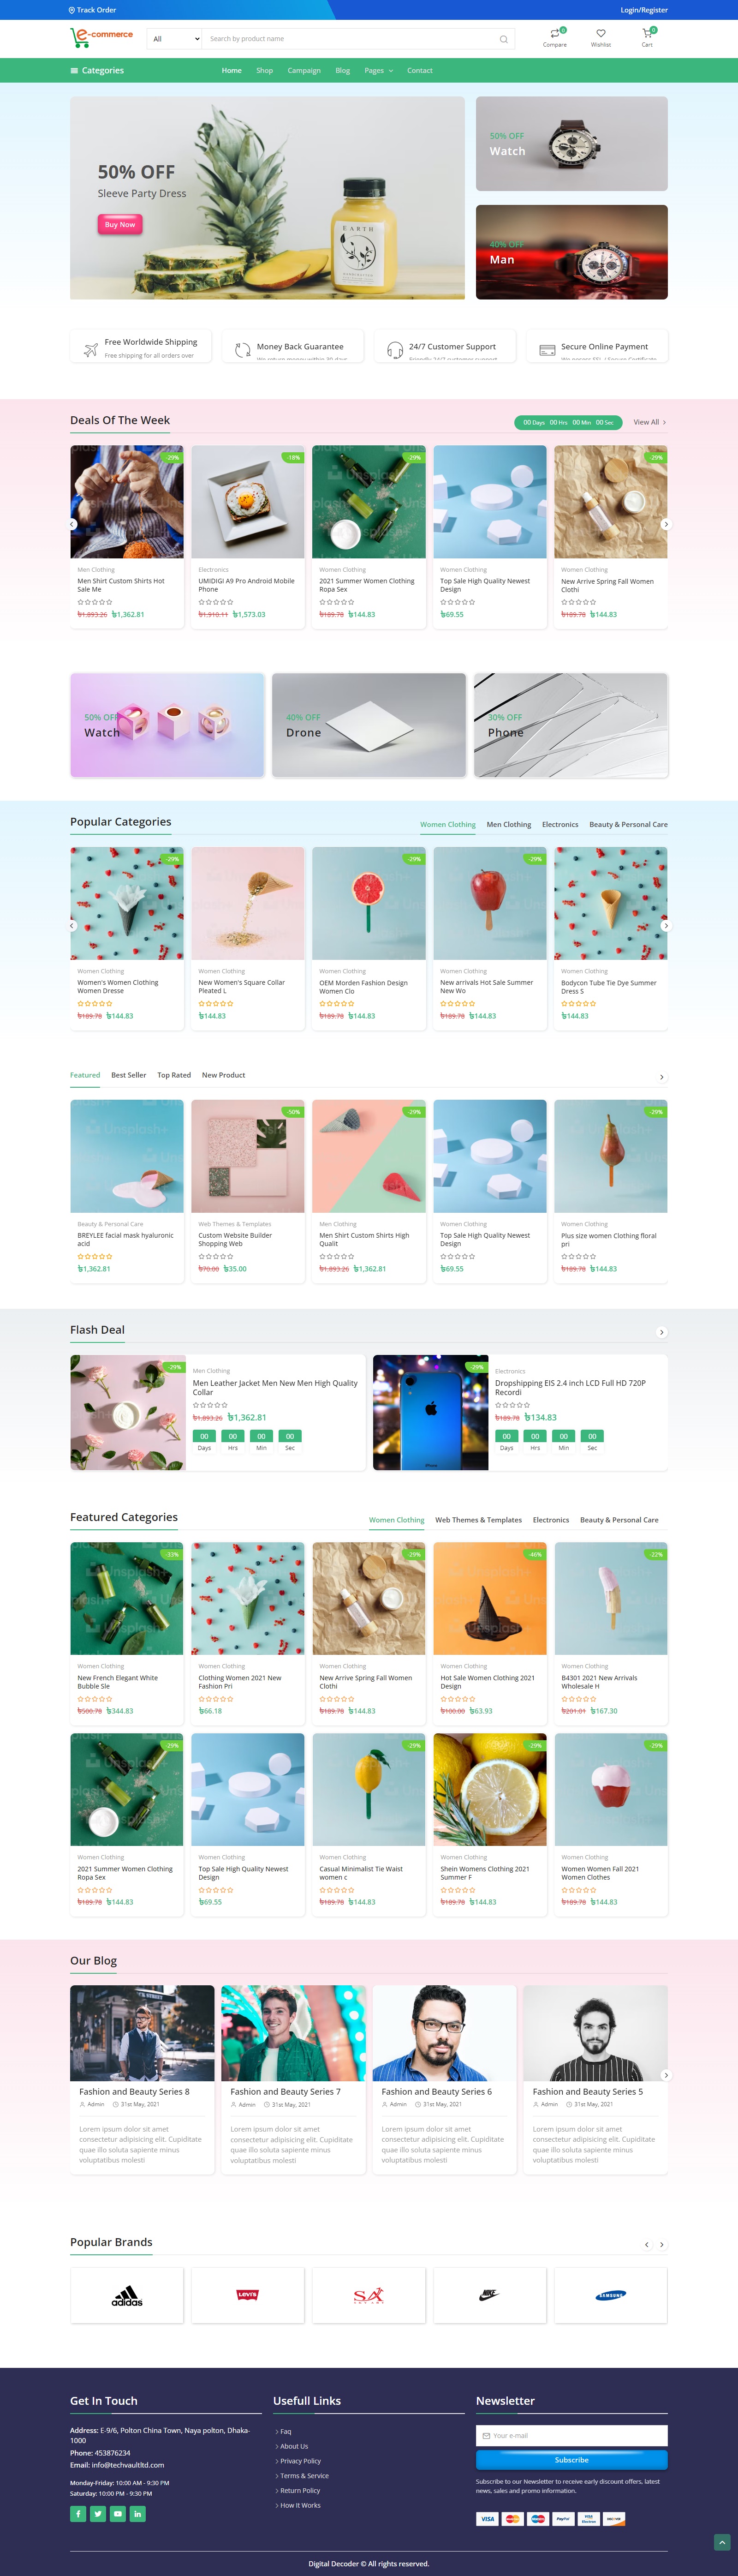 Track Order
Login/Register
e-commerce
All
Search by product name
0
0
Compare
Wishlist
Cart
Categories
Home
Shop
Campaign
Blog
Pages
Contact
50% OFF
Sleeve Party Dress
Buy Now
EARTH
50% OFF
Watch
40% OFF
Man
Free Worldwide Shipping
Free shipping for all orders over
Money Back Guarantee
We return money within 30 days
24/7 Customer Support
Friendly 24/7 customer support
Secure Online Payment
We posess SSL / Secure Certificate
Deals Of The Week
00 Days 00 Hrs 00 Min 00 Sec
View All
-29%
-18%
-29%
-29%
Men Clothing
Men Shirt Custom Shirts Hot
Sale Me
৳1,893.26 ৳1,362.81
Electronics
UMIDIGI A9 Pro Android Mobile
Phone
৳1,910.11 ৳1,573.03
Women Clothing
2021 Summer Women Clothing
Ropa Sex
৳189.78 ৳144.83
Women Clothing
Top Sale High Quality Newest
Design
৳69.55
Women Clothing
New Arrive Spring Fall Women
Clothi
৳189.78 ৳144.83
50% OFF
Watch
40% OFF
Drone
30% OFF
Phone
Popular Categories
Women Clothing
Men Clothing
Electronics
Beauty & Personal Care
-29%
-29%
-29%
Women Clothing
Women's Women Clothing
Women Dresse
৳189.78 ৳144.83
Women Clothing
New Women's Square Collar
Pleated L
৳144.83
Women Clothing
OEM Morden Fashion Design
Women Clo
৳189.78 ৳144.83
Women Clothing
New arrivals Hot Sale Summer
New Wo
৳189.78 ৳144.83
Women Clothing
Bodycon Tube Tie Dye Summer
Dress S
৳144.83
Featured
Best Seller
Top Rated
New Product
Unsplash+
-50%
-29%
-29%
Beauty & Personal Care
BREYLEE facial mask hyaluronic
acid
৳1,362.81
Web Themes & Templates
Custom Website Builder
Shopping Web
৳70.00 ৳35.00
Men Clothing
Men Shirt Custom Shirts High
Qualit
৳1,893.26 ৳1,362.81
Women Clothing
Top Sale High Quality Newest
Design
৳69.55
Women Clothing
Plus size women Clothing floral
pri
৳189.78 ৳144.83
Flash Deal
-29%
Men Clothing
Men Leather Jacket Men New Men High Quality
Collar
৳1,893.26 ৳1,362.81
00 00 00 00
Days Hrs Min Sec
-29%
iPhone
Electronics
Dropshipping EIS 2.4 inch LCD Full HD 720P
Recordi
৳189.78 ৳134.83
00 00 00 00
Days Hrs Min Sec
Featured Categories
Women Clothing
Web Themes & Templates
Electronics
Beauty & Personal Care
-33%
-29%
-46%
-22%
Women Clothing
New French Elegant White
Bubble Sle
৳500.78 ৳344.83
Women Clothing
Clothing Women 2021 New
Fashion Pri
৳66.18
Women Clothing
New Arrive Spring Fall Women
Clothi
৳189.78 ৳144.83
Women Clothing
Hot Sale Women Clothing 2021
Design
৳100.00 ৳63.93
Women Clothing
B4301 2021 New Arrivals
Wholesale H
৳201.01 ৳167.30
-29%
-29%
-29%
-29%
Women Clothing
2021 Summer Women Clothing
Ropa Sex
৳189.78 ৳144.83
Women Clothing
Top Sale High Quality Newest
Design
৳69.55
Women Clothing
Casual Minimalist Tie Waist
women c
৳189.78 ৳144.83
Women Clothing
Shein Womens Clothing 2021
Summer F
৳189.78 ৳144.83
Women Clothing
Women Women Fall 2021
Women Clothes
৳189.78 ৳144.83
Our Blog
Fashion and Beauty Series 8
Admin 31st May, 2021
Lorem ipsum dolor sit amet
consectetur adipisicing elit. Cupiditate
quae illo soluta sapiente minus
voluptatibus molesti
Fashion and Beauty Series 7
Admin 31st May, 2021
Lorem ipsum dolor sit amet
consectetur adipisicing elit. Cupiditate
quae illo soluta sapiente minus
voluptatibus molesti
Fashion and Beauty Series 6
Admin 31st May, 2021
Lorem ipsum dolor sit amet
consectetur adipisicing elit. Cupiditate
quae illo soluta sapiente minus
voluptatibus molesti
Fashion and Beauty Series 5
Admin 31st May, 2021
Lorem ipsum dolor sit amet
consectetur adipisicing elit. Cupiditate
quae illo soluta sapiente minus
voluptatibus molesti
Popular Brands
adidas
Levi's
SA
NIKE
SAMSUNG
Get In Touch
Address: E-9/6, Polton China Town, Naya polton, Dhaka-
1000
Phone: 453876234
Email: info@techvaultltd.com
Monday-Friday: 10:00 AM - 9:30 PM
Saturday: 10:00 PM - 9:30 PM
Usefull Links
Faq
About Us
Privacy Policy
Terms & Service
Return Policy
How It Works
Newsletter
Your e-mail
Subscribe
Subscribe to our Newsletter to receive early discount offers, latest
news, sales and promo information.
VISA
PayPal
VISA
Digital Decoder © All rights reserved.